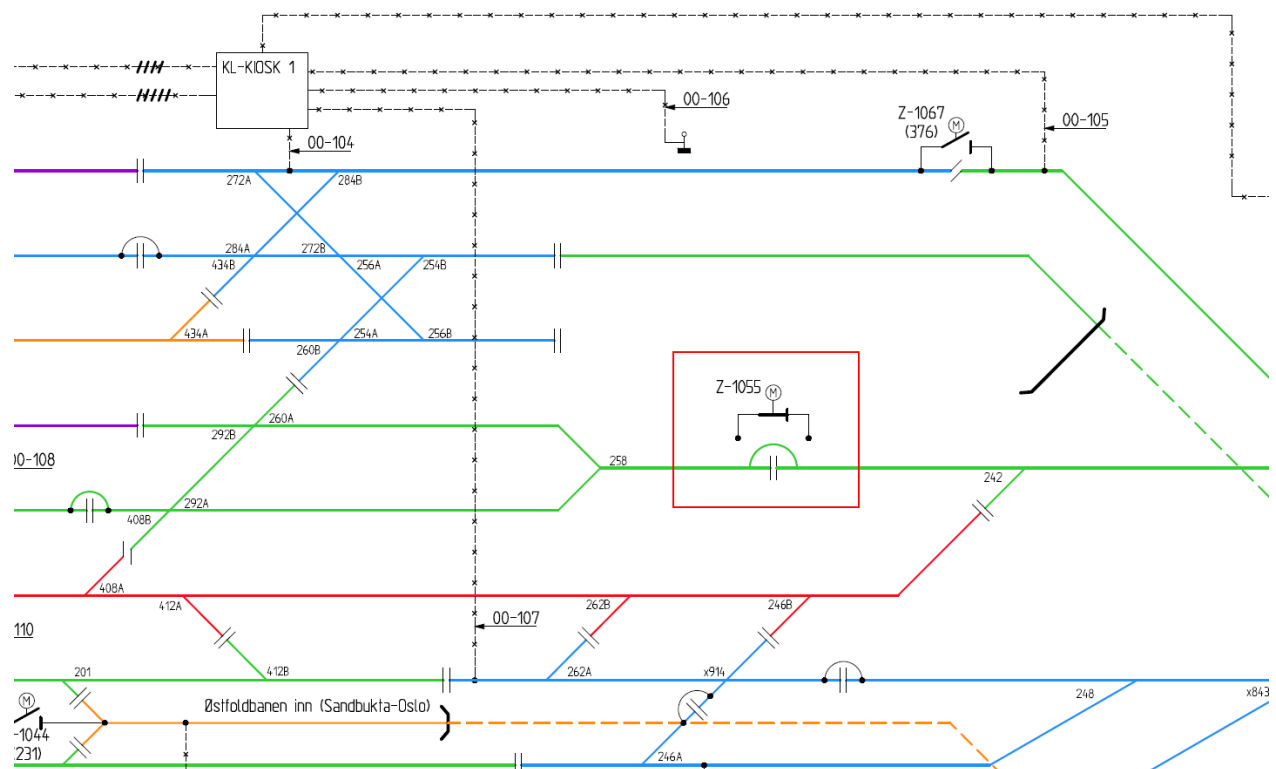 KL-KIOSK 1
00-106
Z-1067
(376)
M
00-105
00-104
272A
284B
284A
434B
272B
256A
254B
434A
260B
254A
256B
Z-1055
M
260A
292B
258
00-108
242
292A
408B
408A
412A
262B
246B
110
00-107
201
412B
262A
x914
248
x843
M
Østfoldbanen inn (Sandbukta-Oslo)
-1044
231)
246A